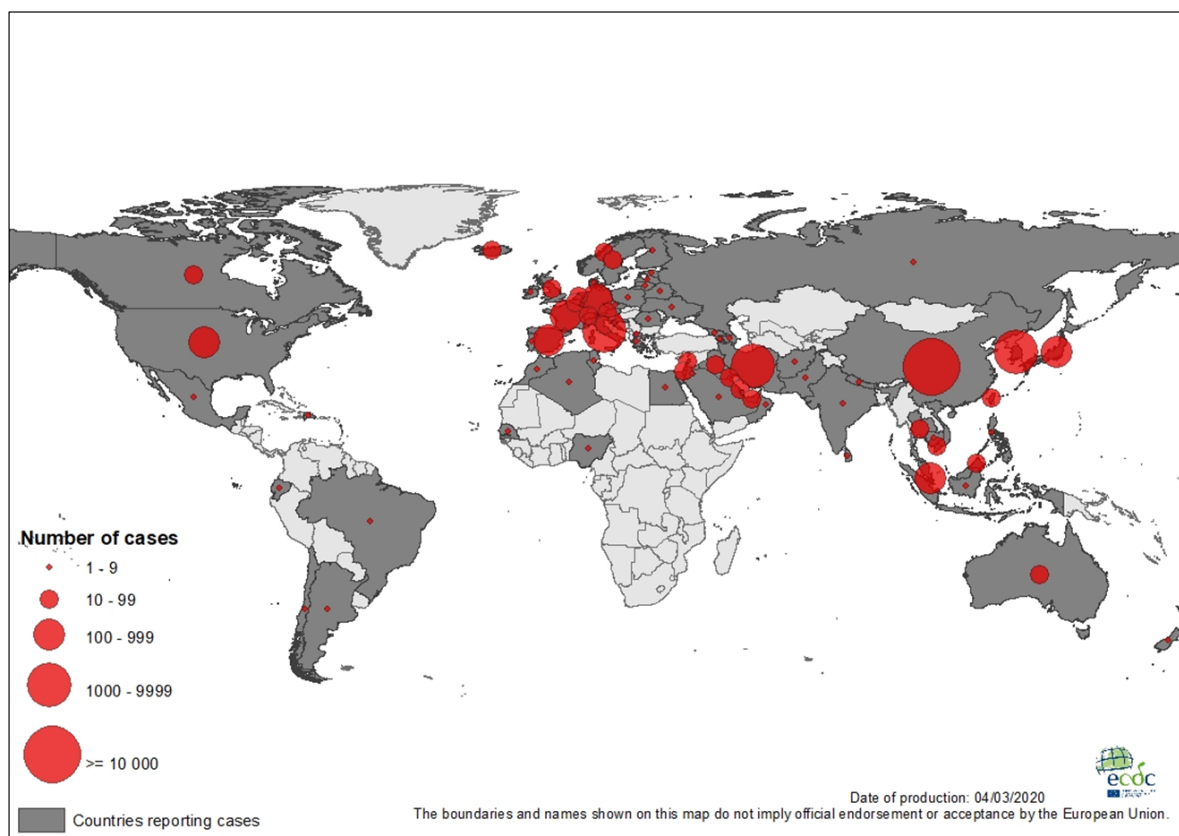 Number of cases
1 - 9
10 - 99
100 - 999
1000 - 9999
>= 10 000
Countries reporting cases
ecdc
Date of production: 04/03/2020
The boundaries and names shown on this map do not imply official endorsement or acceptance by the European Union.